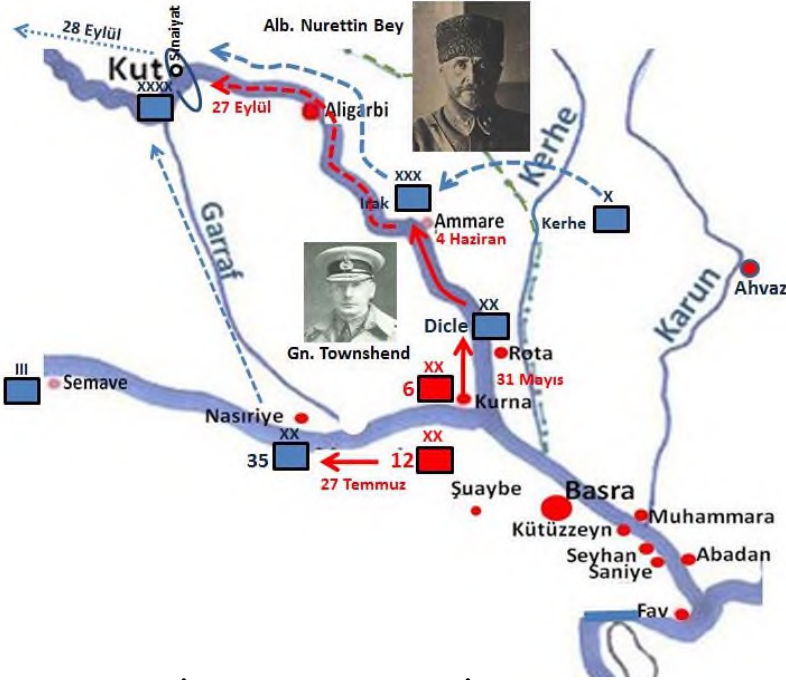 28 Eylül
Sinaiyat
Alb. Nurettin Bey
Kut
XXXX
27 Eylül
Aligarbi
Kerhe
XXX
Irak
X
Kerhe
Ammare
4 Haziran
Garraf
Karun
Ahvaz
XX
Dicle
Gn. Townshend
Rota
31 Mayıs
XX
6
Kurna
III
Semave
Nasıriye
XX
35
XX
12
27 Temmuz
Şuaybe
Basra
Muhammara
Kütüzzeyn
Seyhan
Abadan
Saniye
Fav